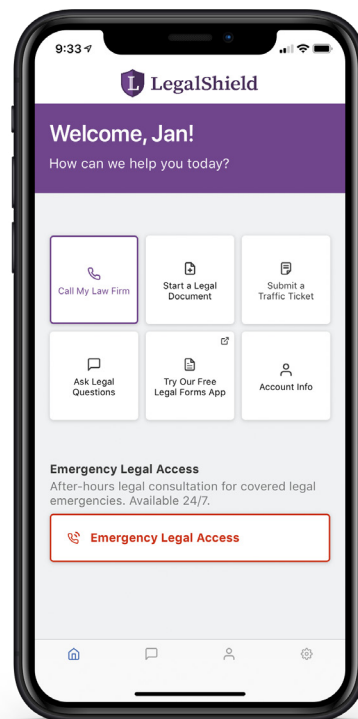 9:33
LegalShield
Welcome, Jan!
How can we help you today?
Call My Law Firm
Start a Legal
Document
Submit a
Traffic Ticket
Ask Legal
Questions
Try Our Free
Legal Forms App
Account Info
Emergency Legal Access
After-hours legal consultation for covered legal
emergencies. Available 24/7.
Emergency Legal Access